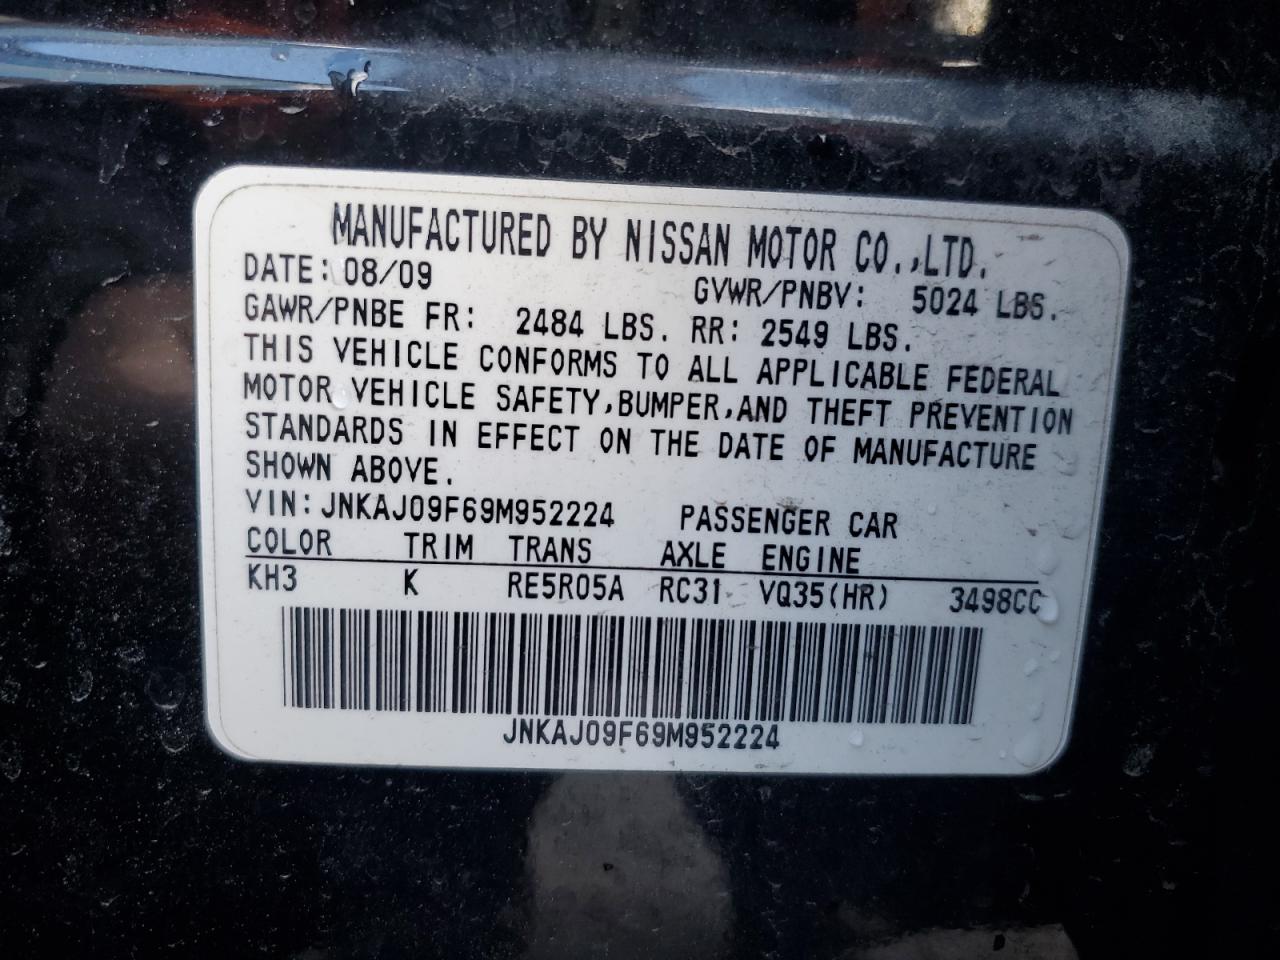 MANUFACTURED BY NISSAN MOTOR CO.,LTD.
DATE:08/09 GVWR/PNBV: 5024 LBS.
GAWR/PNBE FR: 2484 LBS. RR: 2549 LBS.
THIS VEHICLE CONFORMS TO ALL APPLICABLE FEDERAL
MOTOR VEHICLE SAFETY,BUMPER,AND THEFT PREVENTION
STANDARDS IN EFFECT ON THE DATE OF MANUFACTURE
SHOWN ABOVE.
VIN:JNKAJ09F69M952224 PASSENGER CAR
COLOR TRIM TRANS AXLE ENGINE
KH3 K RE5R05A RC31 VQ35(HR) 3498CC
JNKAJ09F69M952224